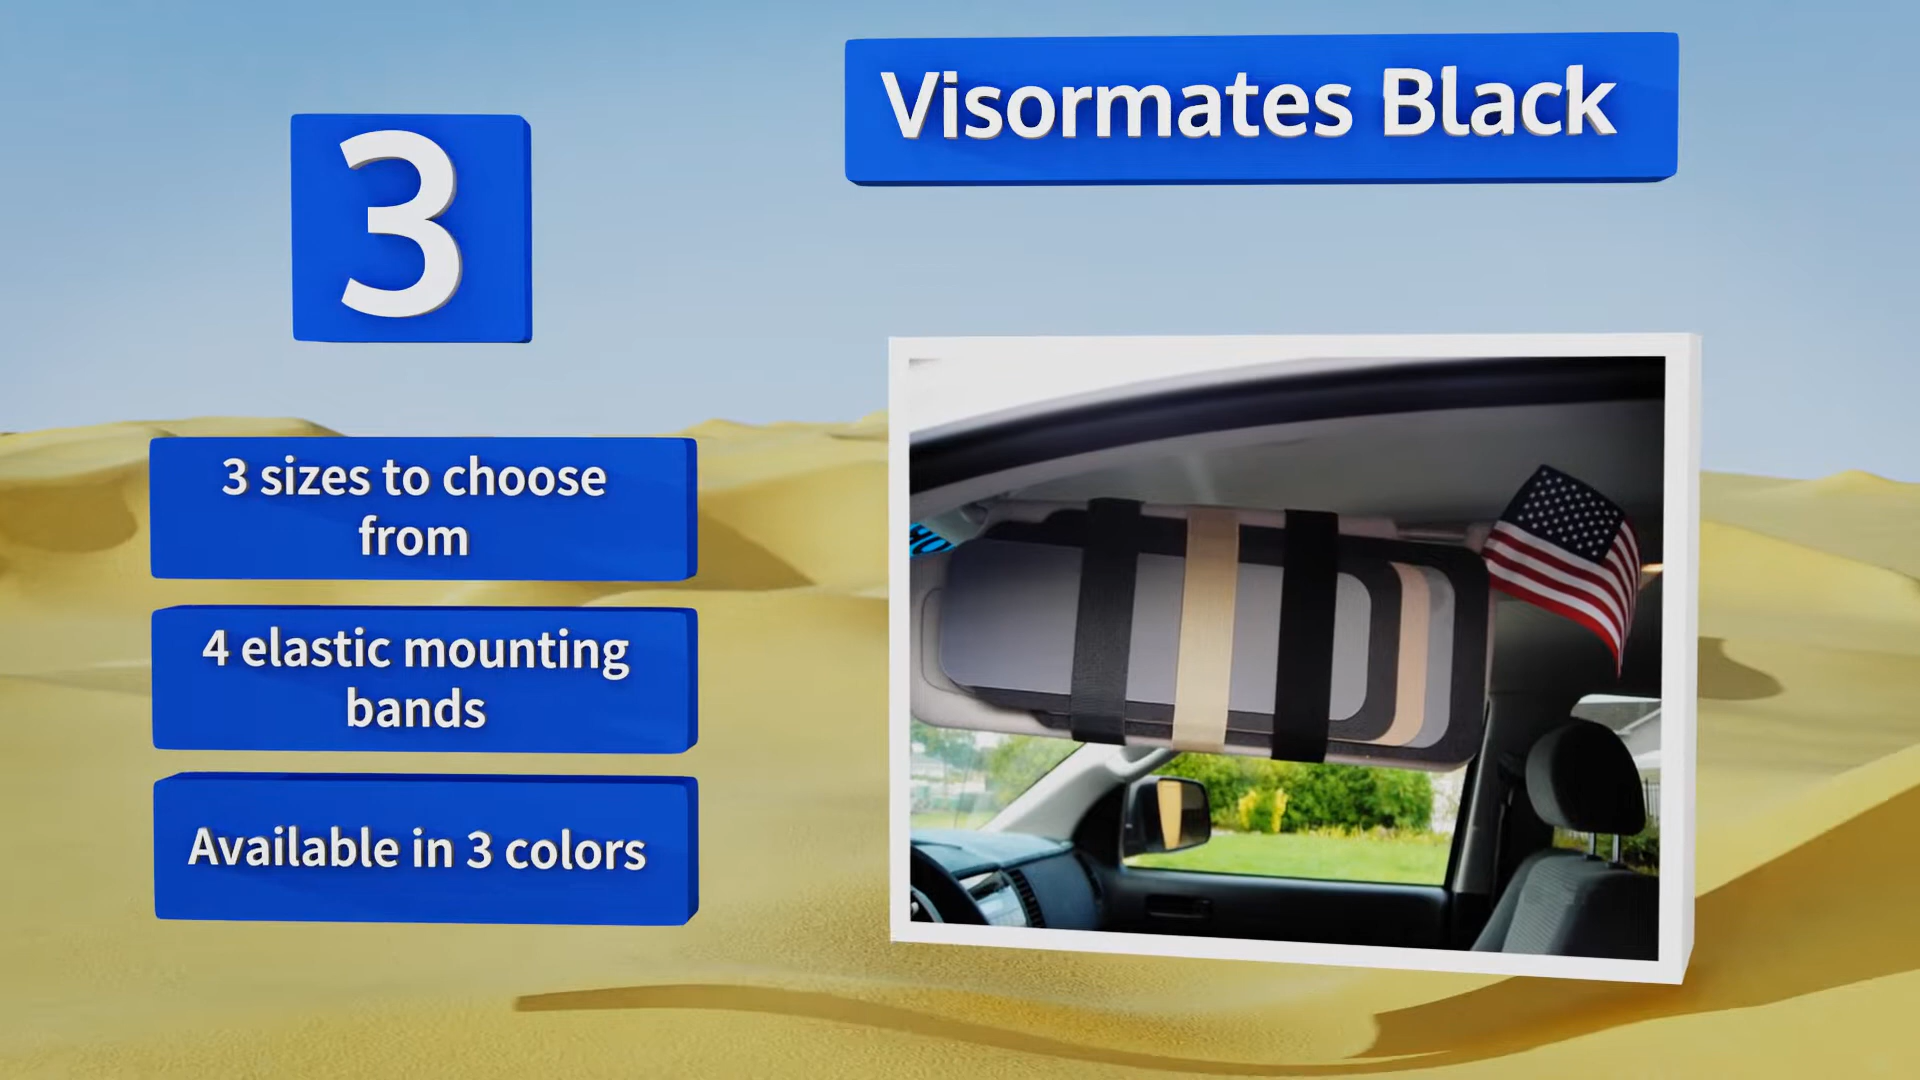 3
Visormates Black
3 sizes to choose
from
4 elastic mounting
bands
Available in 3 colors